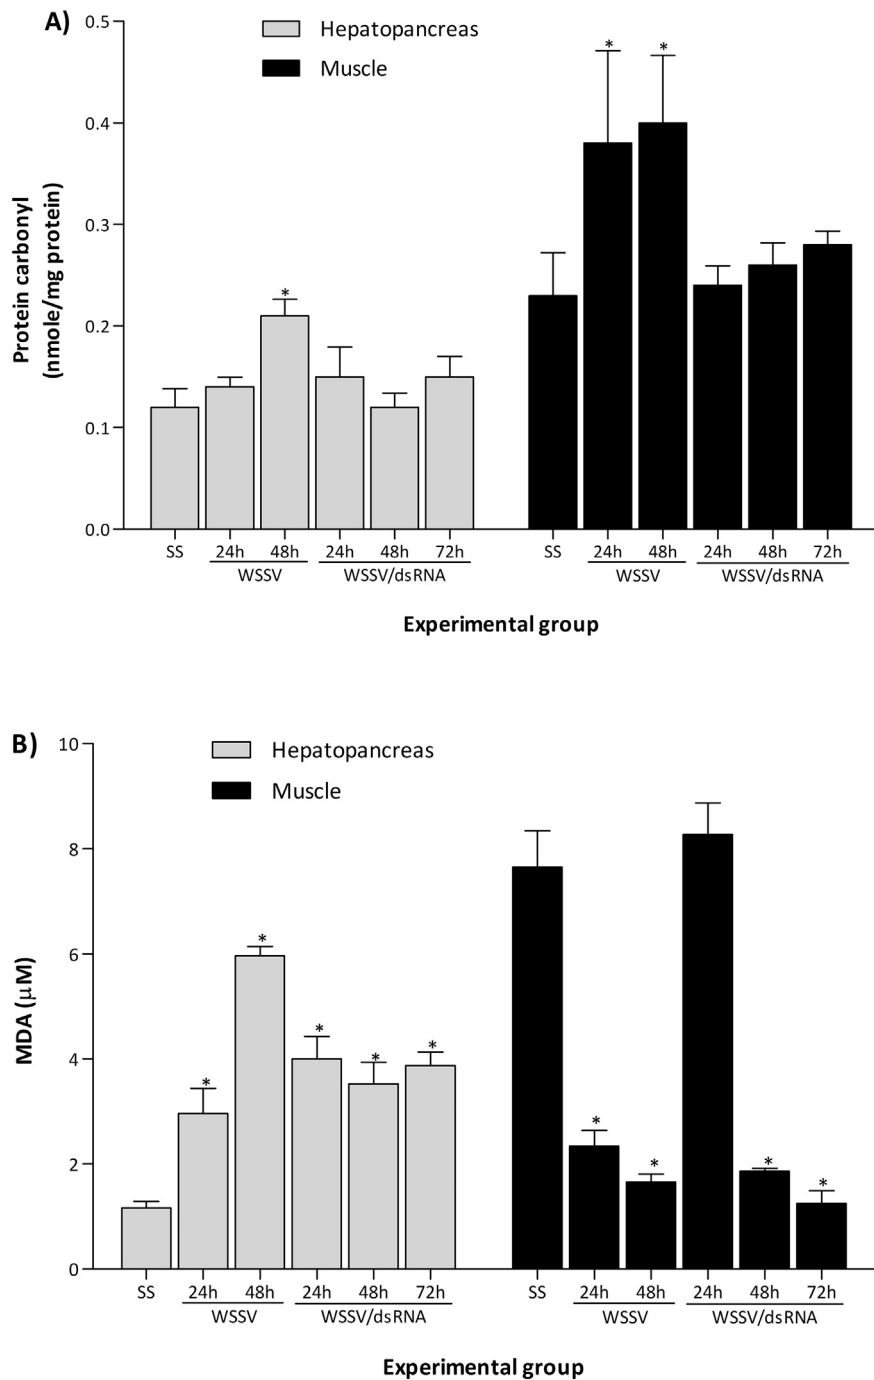 A)
Hepatopancreas
Muscle
Protein carbonyl
(nmole/mg protein)
0.5
0.4
0.3
0.2
0.1
0.0
*
* *
SS 24h 48h 24h 48h 72h SS 24h 48h 24h 48h 72h
WSSV WSSV/dsRNA WSSV WSSV/dsRNA
Experimental group
B)
Hepatopancreas
Muscle
MDA (μM)
10
8
6
4
2
0
* * * * *
* * * *
SS 24h 48h 24h 48h 72h SS 24h 48h 24h 48h 72h
WSSV WSSV/dsRNA WSSV WSSV/dsRNA
Experimental group